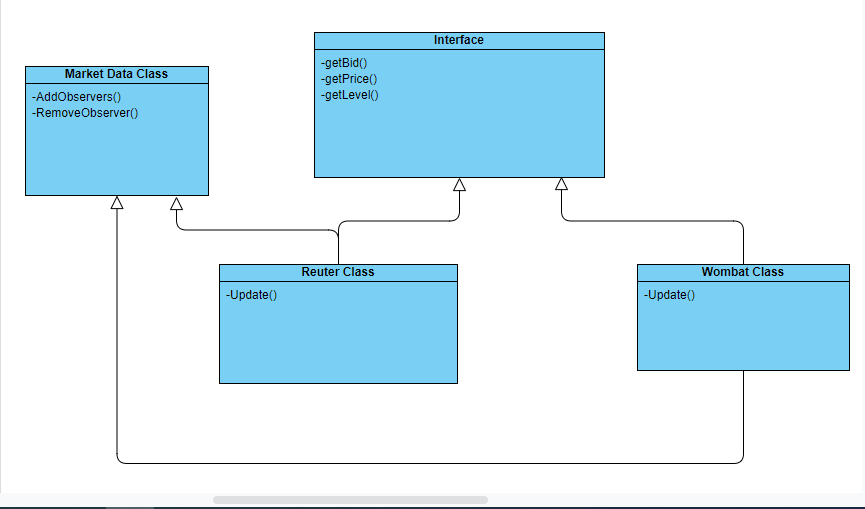 Interface
-getBid()
-getPrice()
-getLevel()
Market Data Class
-AddObservers()
-RemoveObserver()
Reuter Class
-Update()
Wombat Class
-Update()